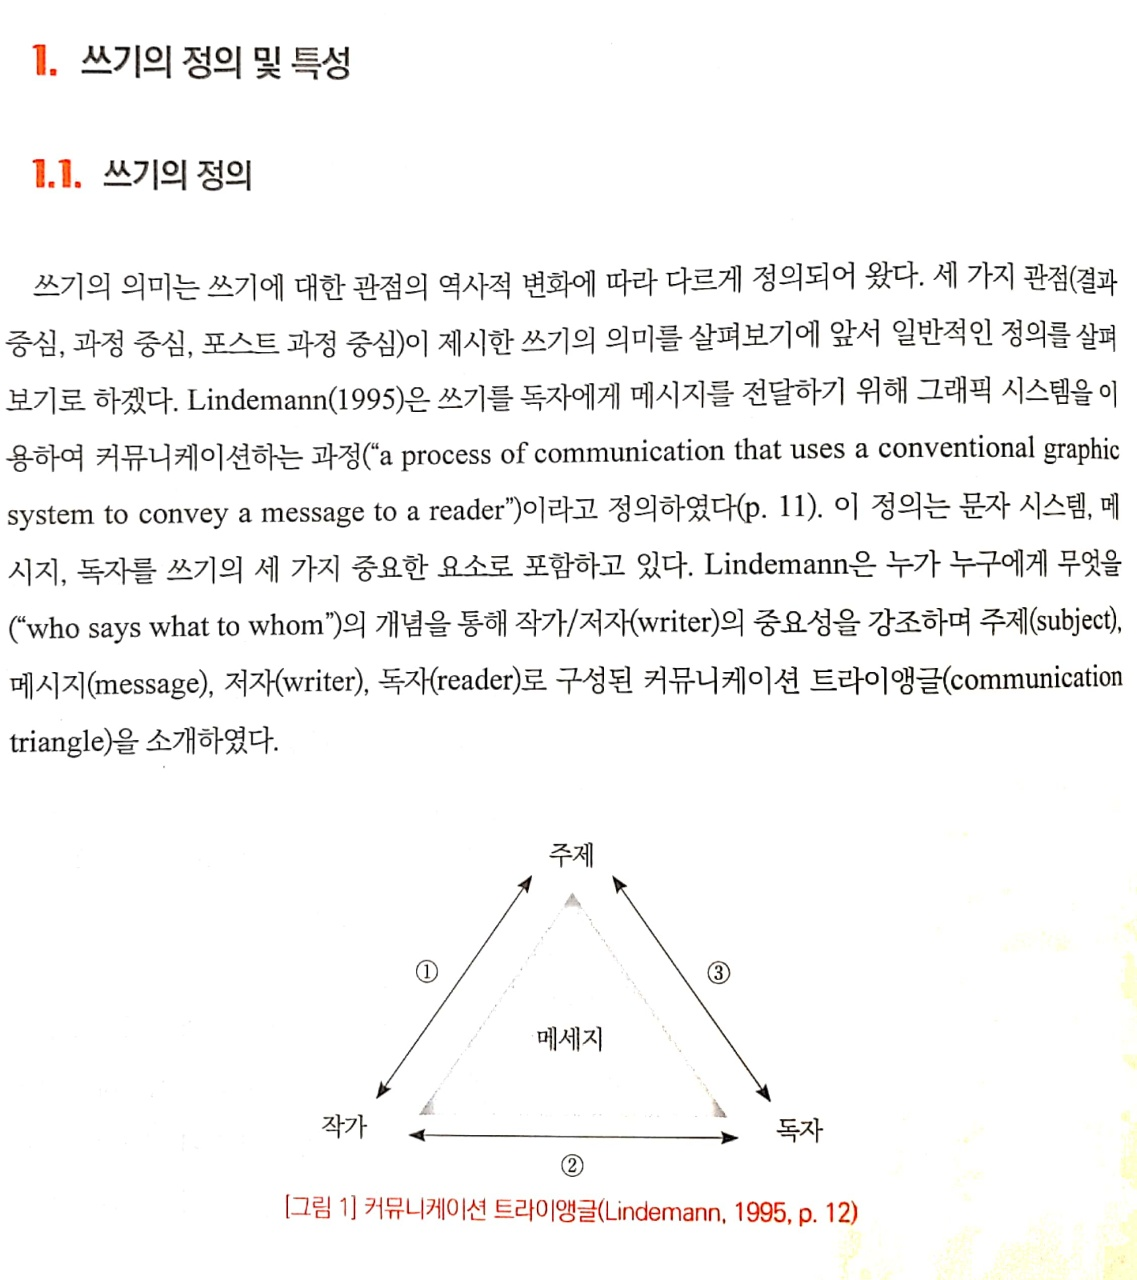 1. 쓰기의 정의 및 특성
1.1. 쓰기의 정의
쓰기의 의미는 쓰기에 대한 관점의 역사적 변화에 따라 다르게 정의되어 왔다. 세 가지 관점(결과
중심, 과정 중심, 포스트 과정 중심)이 제시한 쓰기의 의미를 살펴보기에 앞서 일반적인 정의를 살펴
보기로 하겠다. Lindemann(1995)은 쓰기를 독자에게 메시지를 전달하기 위해 그래픽 시스템을 이
용하여 커뮤니케이션하는 과정(“a process of communication that uses a conventional graphic
system to convey a message to a reader”)이라고 정의하였다(p. 11). 이 정의는 문자 시스템, 메
시지, 독자를 쓰기의 세 가지 중요한 요소로 포함하고 있다. Lindemann은 누가 누구에게 무엇을
(“who says what to whom”)의 개념을 통해 작가/저자(writer)의 중요성을 강조하며 주제(subject),
메시지(message), 저자(writer), 독자(reader)로 구성된 커뮤니케이션 트라이앵글(communication
triangle)을 소개하였다.
주제
① ③
메세지
작가 독자
②
[그림 1] 커뮤니케이션 트라이앵글(Lindemann, 1995, p. 12)